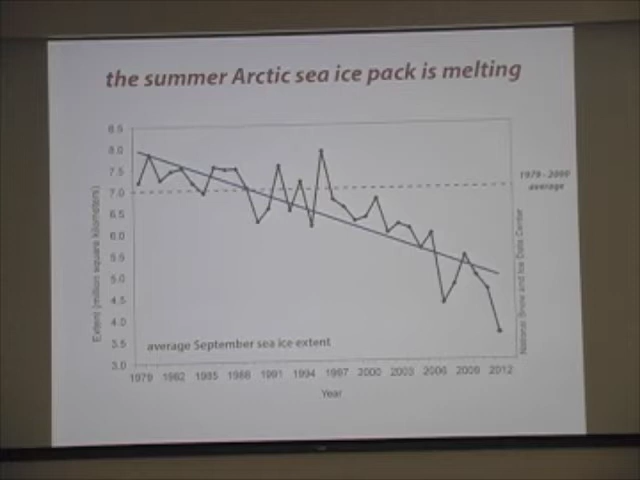 the summer Arctic sea ice pack is melting
8.5
8.0
7.5
7.0
6.5
6.0
5.5
5.0
4.5
4.0
3.5
3.0
Extent (million square kilometers)
1979 - 2000
average
National Snow and Ice Data Center
average September sea ice extent
1979 1982 1985 1988 1991 1994 1997 2000 2003 2006 2009 2012
Year